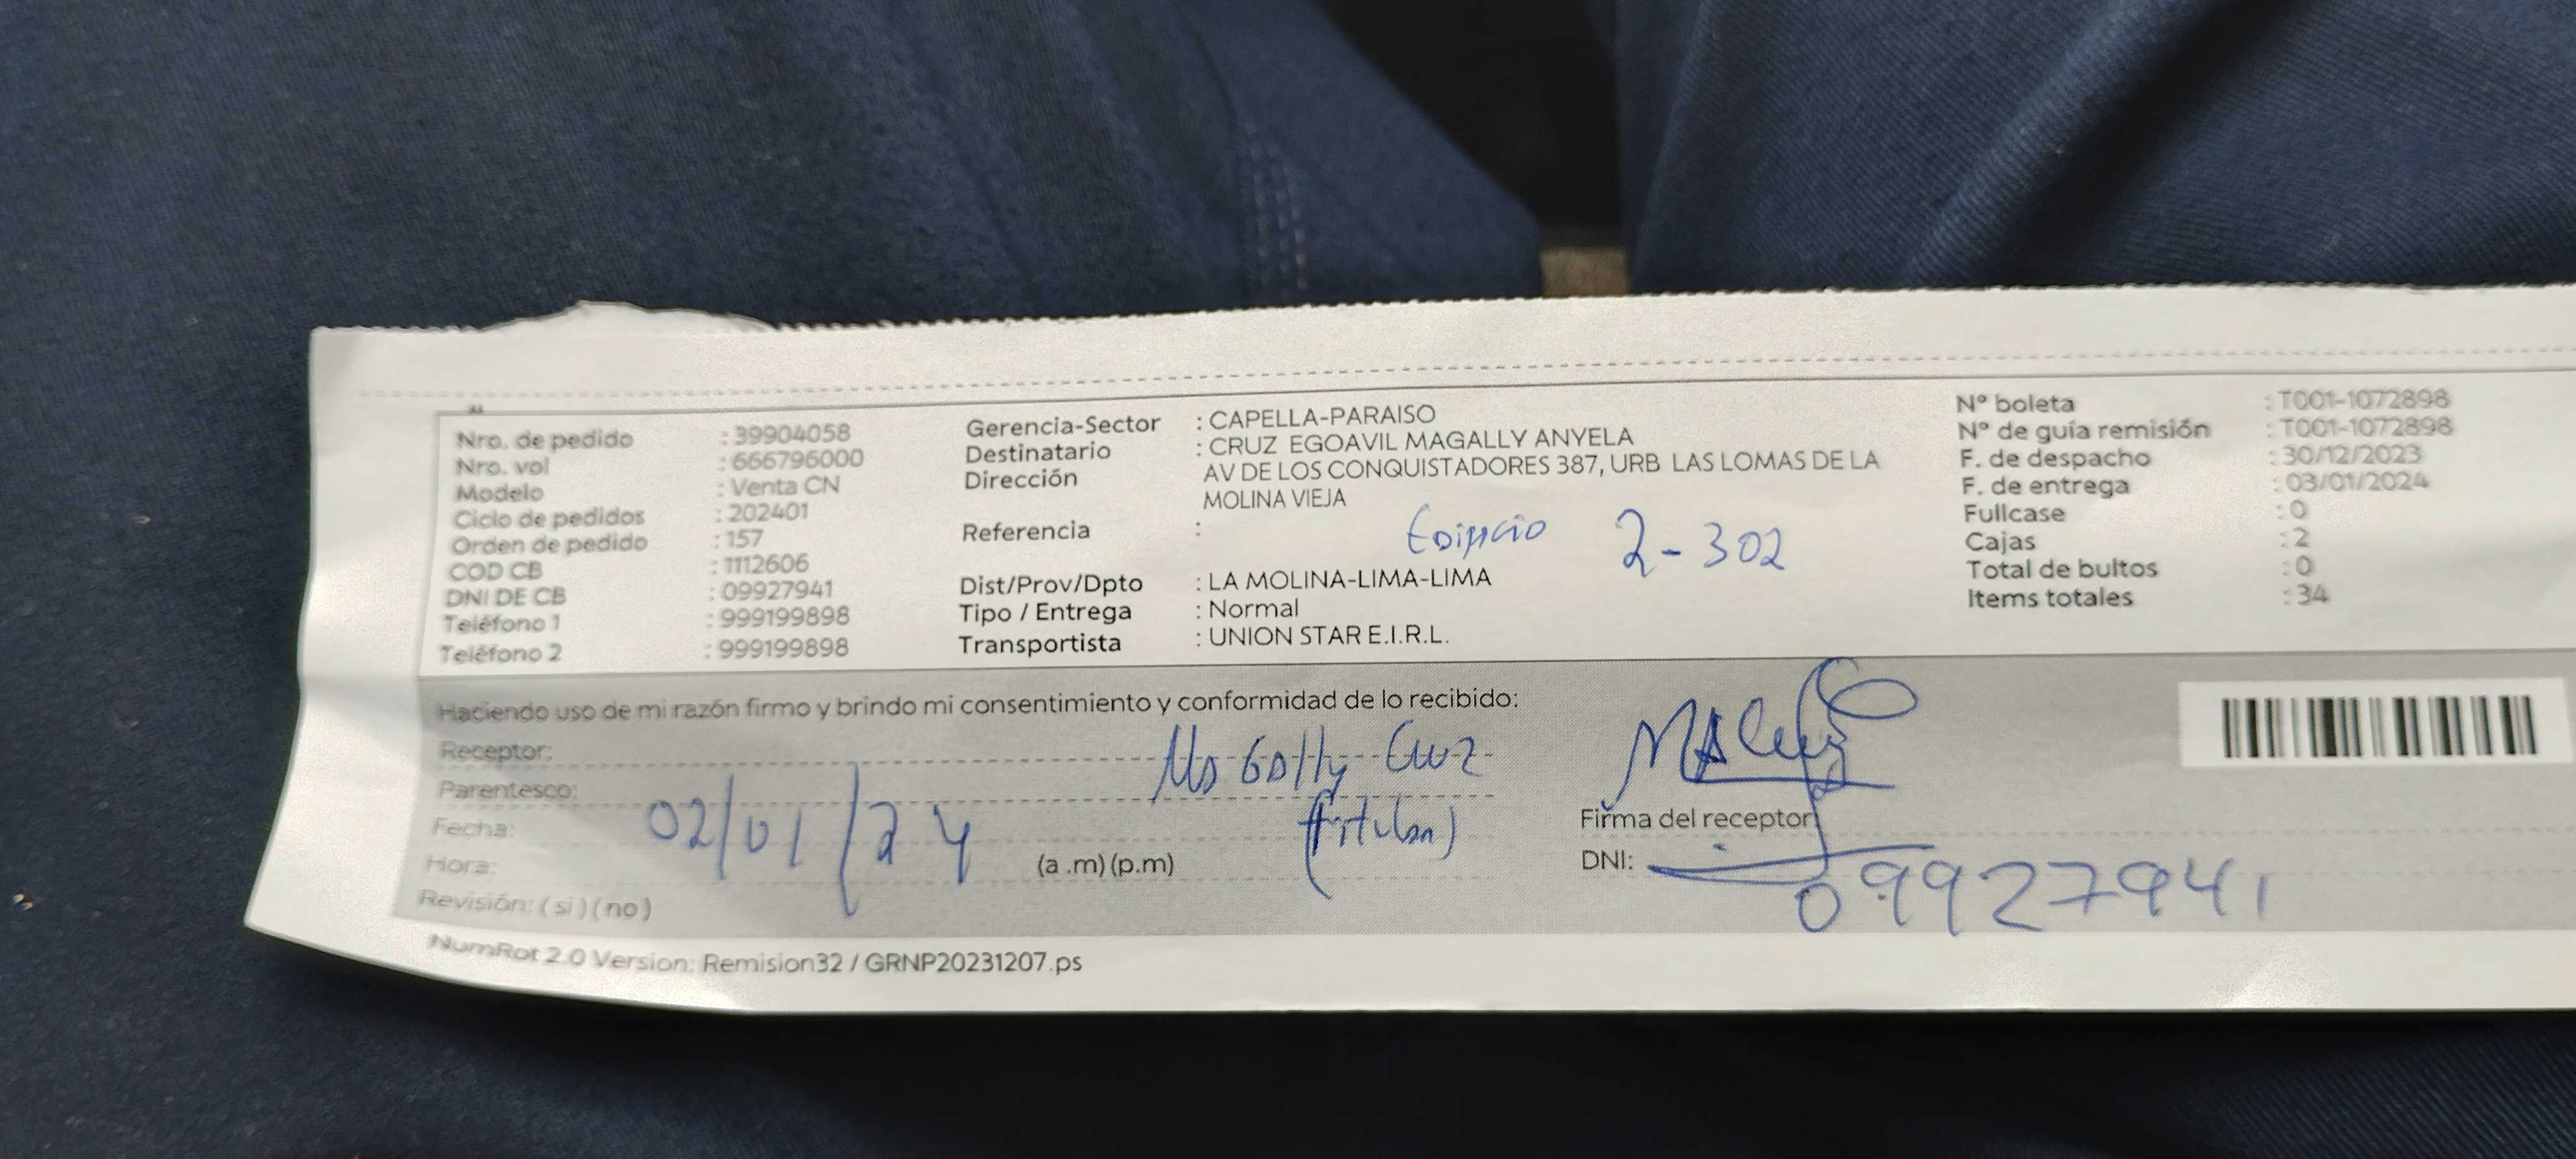 Nro. de pedido : 39904058
Nro. vol : 666796000
Modelo : Venta CN
Ciclo de pedidos : 202401
Orden de pedido : 157
COD CB : 1112606
DNI DE CB : 09927941
Teléfono 1 : 999199898
Teléfono 2 : 999199898
Gerencia-Sector : CAPELLA-PARAISO
Destinatario : CRUZ EGOAVIL MAGALLY ANYELA
Dirección : AV DE LOS CONQUISTADORES 387, URB LAS LOMAS DE LA
MOLINA VIEJA
Referencia : Edificio 2-302
Dist/Prov/Dpto : LA MOLINA-LIMA-LIMA
Tipo / Entrega : Normal
Transportista : UNION STAR E.I.R.L.
Nº boleta : T001-1072898
Nº de guía remisión : T001-1072898
F. de despacho : 30/12/2023
F. de entrega : 03/01/2024
Fullcase : 0
Cajas : 2
Total de bultos : 0
Items totales : 34
Haciendo uso de mi razón firmo y brindo mi consentimiento y conformidad de lo recibido:
Receptor: Magally Cruz
Parentesco: (titular)
Fecha: 02/01/24
Hora: (a .m) (p.m)
Revisión: ( si ) ( no )
Firma del receptor
DNI: 09927941
NumRot 2.0 Version: Remision32 / GRNP20231207.ps